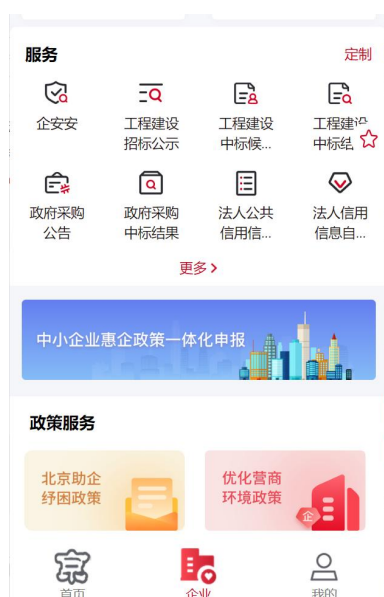 服务
定制
企安安
工程建设
招标公示
工程建设
中标候...
工程建设
中标结
政府采购
公告
政府采购
中标结果
法人公共
信用信...
法人信用
信息自...
更多
中小企业惠企政策一体化申报
政策服务
北京助企
纾困政策
优化营商
环境政策
企
首页
企业
我的